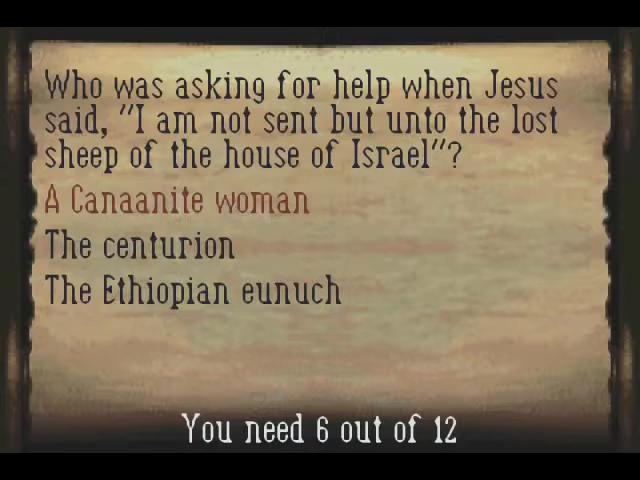 Who was asking for help when Jesus
said, "I am not sent but unto the lost
sheep of the house of Israel"?
A Canaanite woman
The centurion
The Ethiopian eunuch
You need 6 out of 12